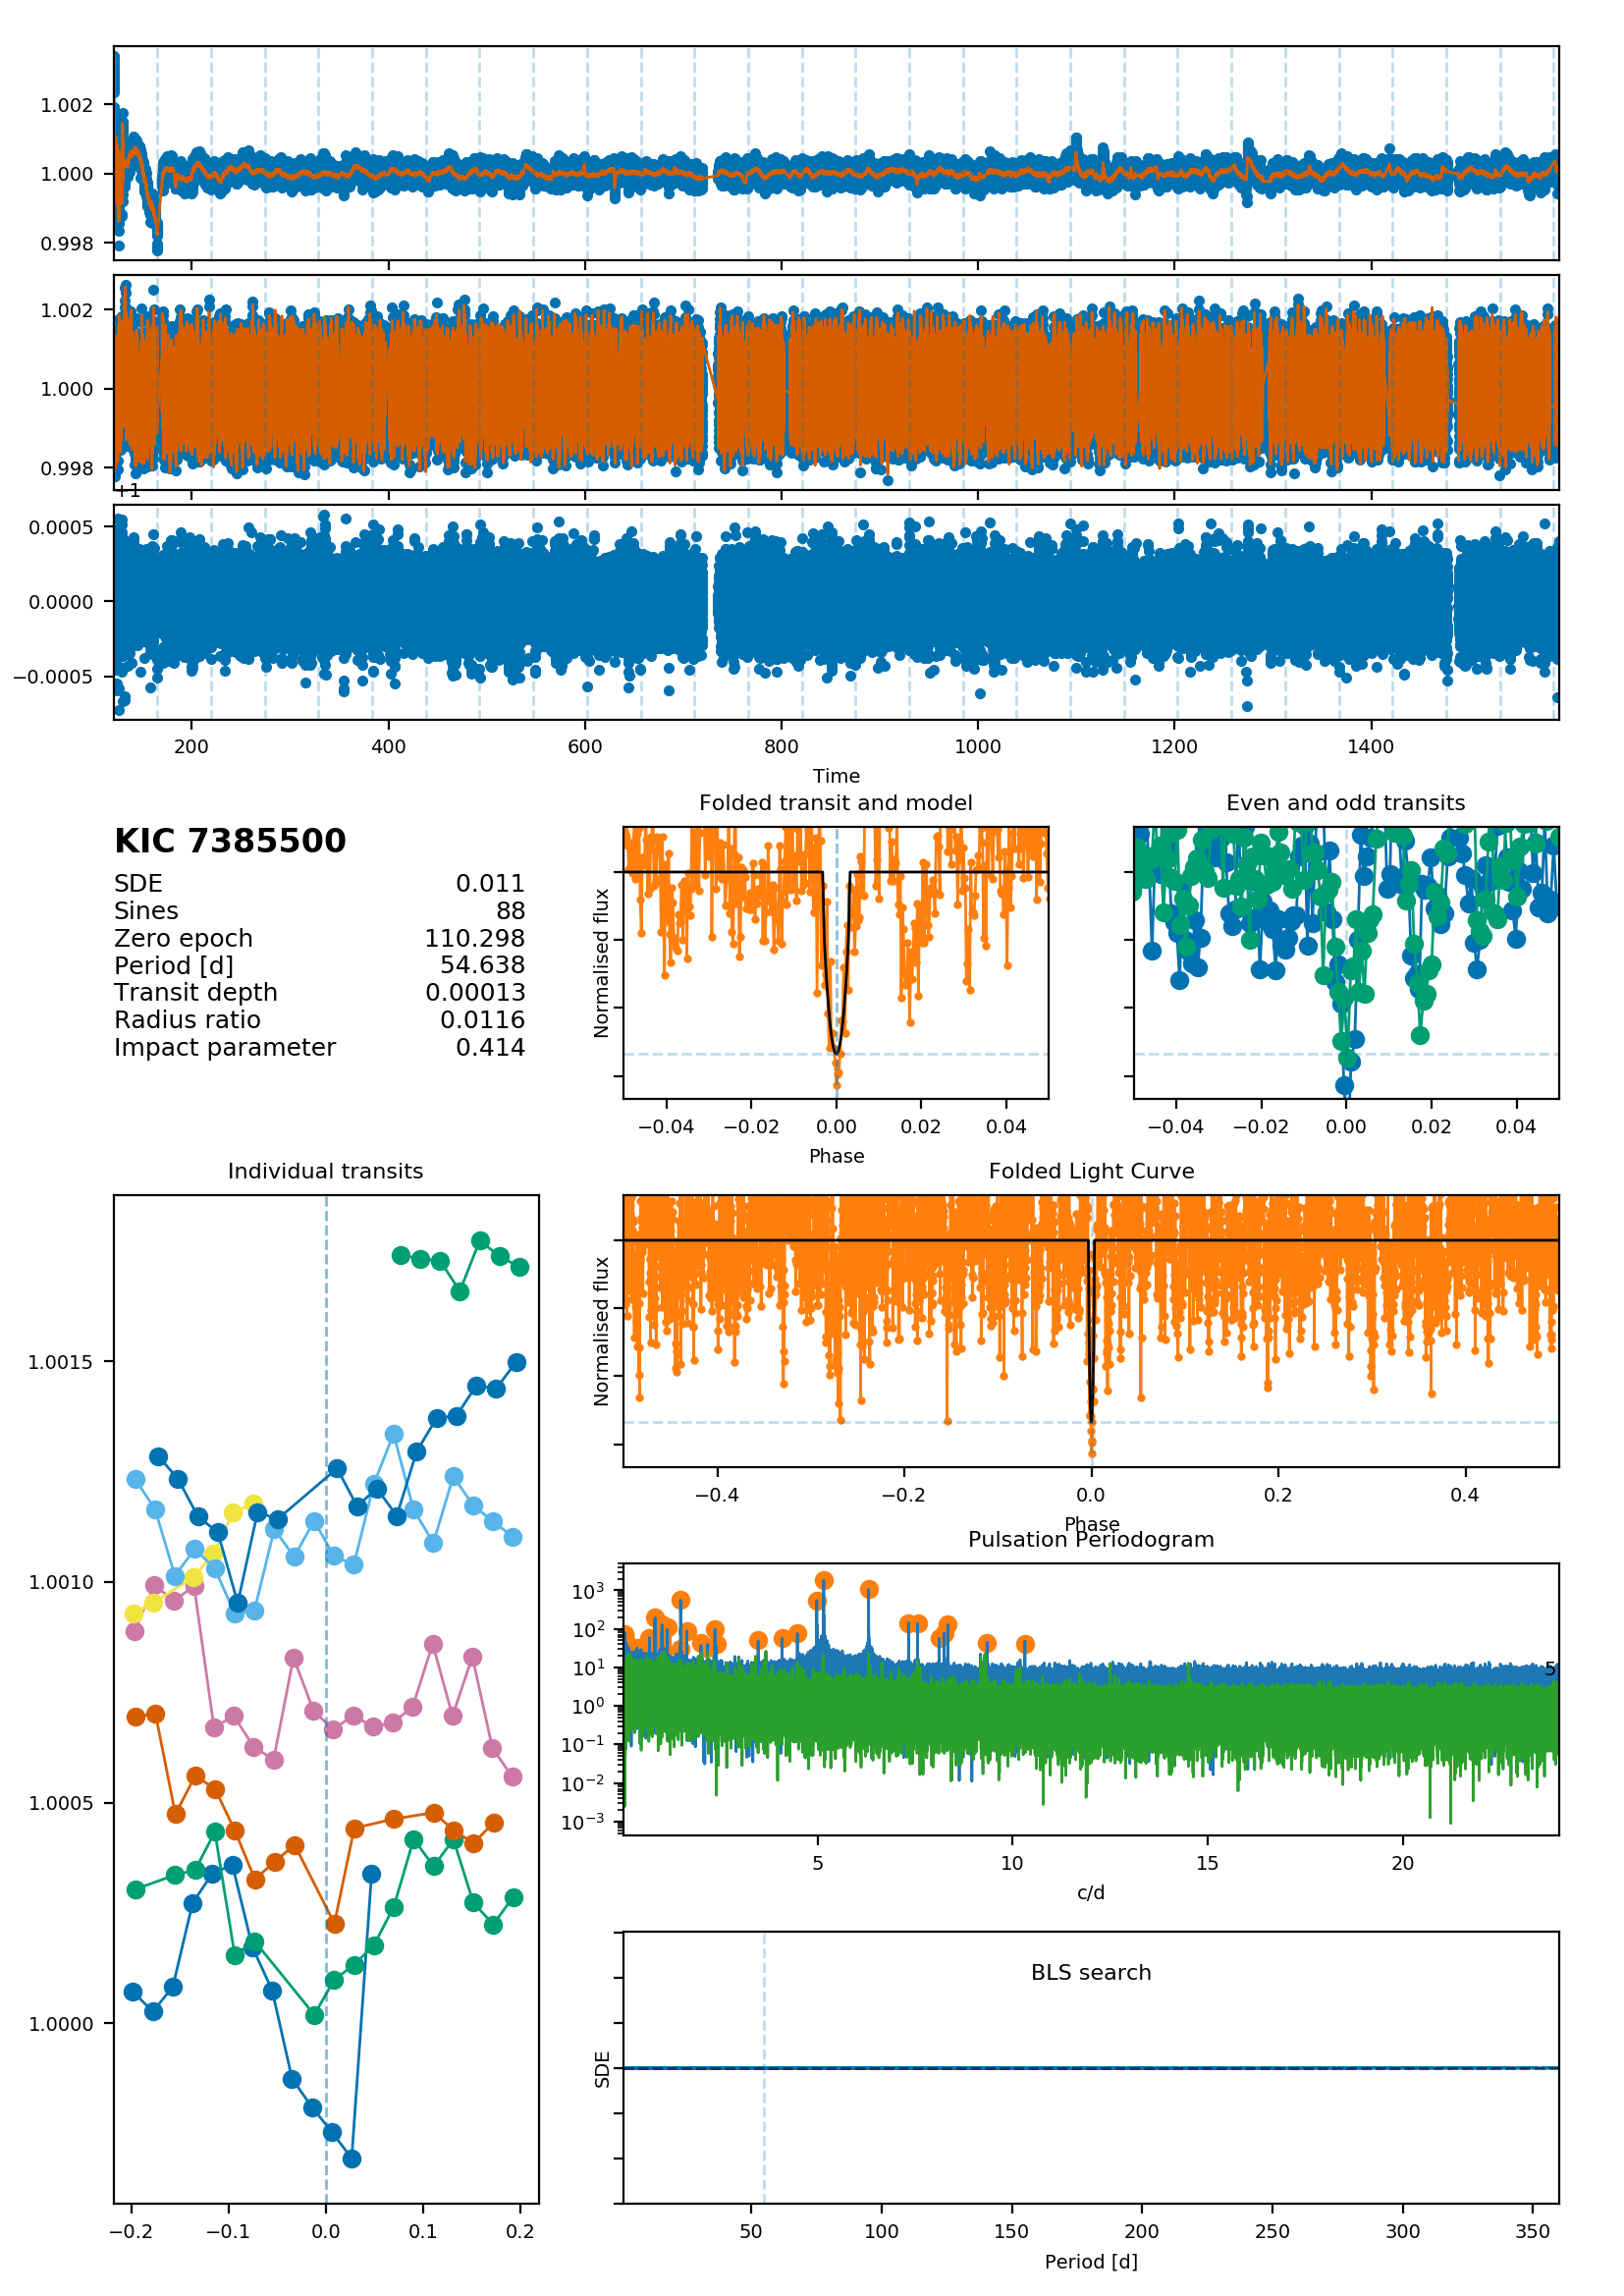 1.002
1.000
0.998
1.002
1.000
0.998
+1
0.0005
0.0000
−0.0005
200 400 600 800 1000 1200 1400
Time
KIC 7385500
SDE 0.011
Sines 88
Zero epoch 110.298
Period [d] 54.638
Transit depth 0.00013
Radius ratio 0.0116
Impact parameter 0.414
Folded transit and model
Normalised flux
−0.04 −0.02 0.00 0.02 0.04
Phase
Even and odd transits
−0.04 −0.02 0.00 0.02 0.04
Individual transits
1.0015
1.0010
1.0005
1.0000
−0.2 −0.1 0.0 0.1 0.2
Folded Light Curve
Normalised flux
−0.4 −0.2 0.0 0.2 0.4
Phase
Pulsation Periodogram
10³
10²
10¹
10⁰
10⁻¹
10⁻²
10⁻³
5
5 10 15 20
c/d
BLS search
SDE
50 100 150 200 250 300 350
Period [d]